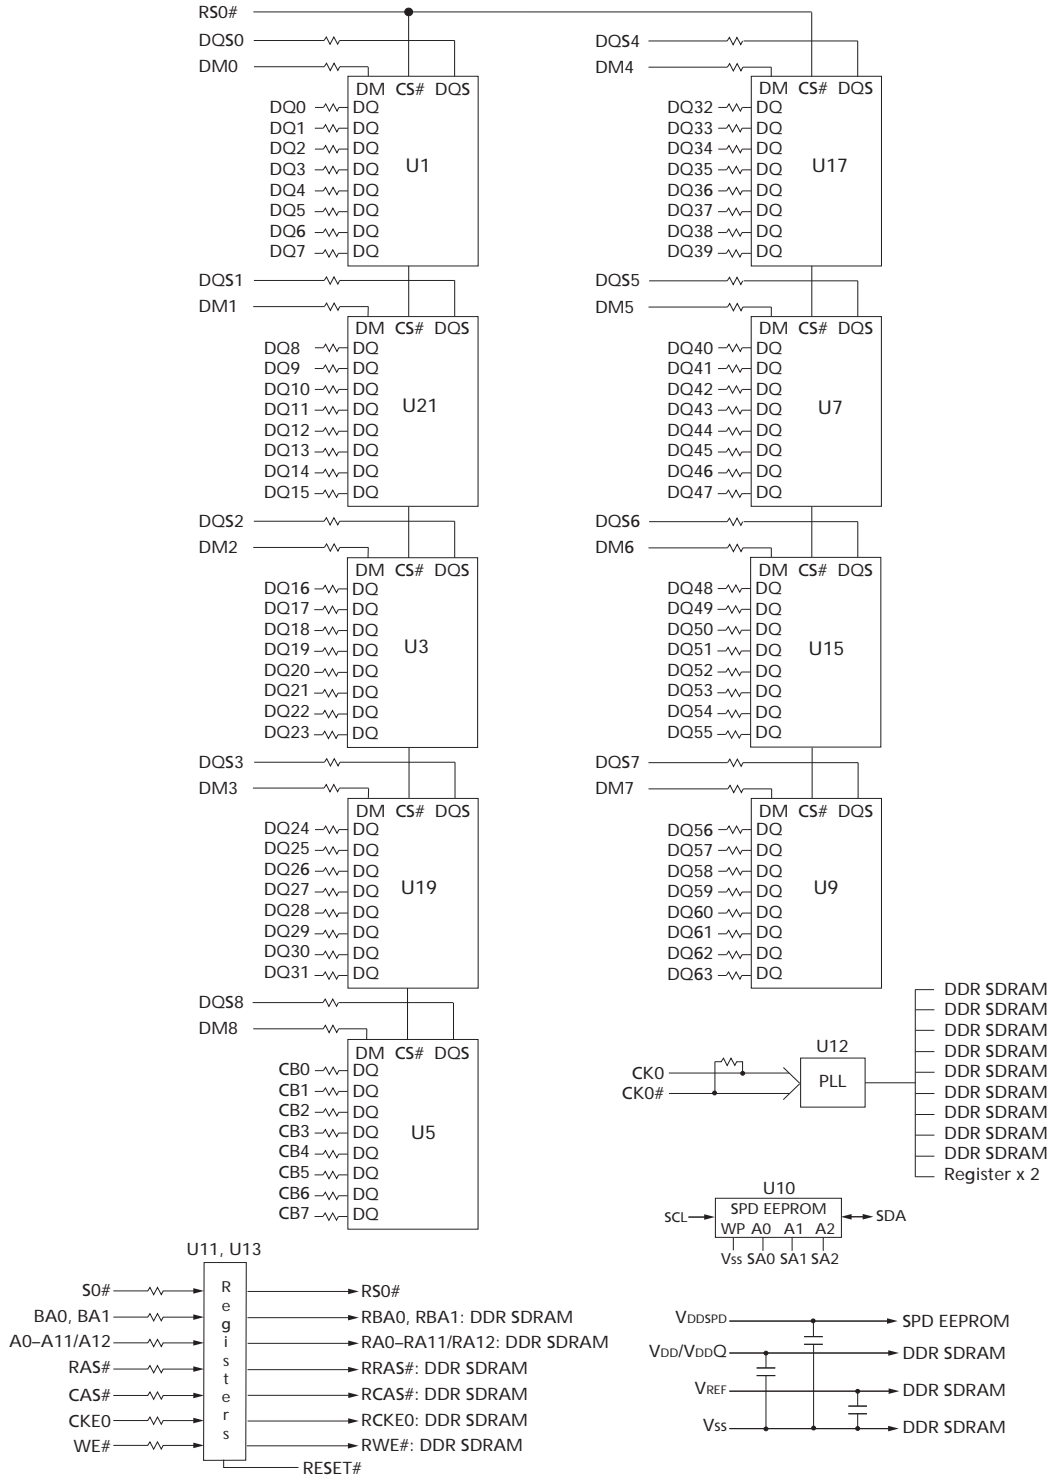 RS0#
DQS0
DM0
DM CS# DQS
DQ0 DQ
DQ1 DQ
DQ2 DQ
DQ3 DQ
DQ4 DQ
DQ5 DQ
DQ6 DQ
DQ7 DQ
U1
DQS1
DM1
DM CS# DQS
DQ8 DQ
DQ9 DQ
DQ10 DQ
DQ11 DQ
DQ12 DQ
DQ13 DQ
DQ14 DQ
DQ15 DQ
U21
DQS2
DM2
DM CS# DQS
DQ16 DQ
DQ17 DQ
DQ18 DQ
DQ19 DQ
DQ20 DQ
DQ21 DQ
DQ22 DQ
DQ23 DQ
U3
DQS3
DM3
DM CS# DQS
DQ24 DQ
DQ25 DQ
DQ26 DQ
DQ27 DQ
DQ28 DQ
DQ29 DQ
DQ30 DQ
DQ31 DQ
U19
DQS8
DM8
DM CS# DQS
CB0 DQ
CB1 DQ
CB2 DQ
CB3 DQ
CB4 DQ
CB5 DQ
CB6 DQ
CB7 DQ
U5
DQS4
DM4
DM CS# DQS
DQ32 DQ
DQ33 DQ
DQ34 DQ
DQ35 DQ
DQ36 DQ
DQ37 DQ
DQ38 DQ
DQ39 DQ
U17
DQS5
DM5
DM CS# DQS
DQ40 DQ
DQ41 DQ
DQ42 DQ
DQ43 DQ
DQ44 DQ
DQ45 DQ
DQ46 DQ
DQ47 DQ
U7
DQS6
DM6
DM CS# DQS
DQ48 DQ
DQ49 DQ
DQ50 DQ
DQ51 DQ
DQ52 DQ
DQ53 DQ
DQ54 DQ
DQ55 DQ
U15
DQS7
DM7
DM CS# DQS
DQ56 DQ
DQ57 DQ
DQ58 DQ
DQ59 DQ
DQ60 DQ
DQ61 DQ
DQ62 DQ
DQ63 DQ
U9
U12
CK0
CK0#
PLL
DDR SDRAM
DDR SDRAM
DDR SDRAM
DDR SDRAM
DDR SDRAM
DDR SDRAM
DDR SDRAM
DDR SDRAM
DDR SDRAM
Register x 2
U10
SPD EEPROM
SCL
SDA
WP A0 A1 A2
Vss SA0 SA1 SA2
U11, U13
Registers
S0# RS0#
BA0, BA1 RBA0, RBA1: DDR SDRAM
A0–A11/A12 RA0–RA11/RA12: DDR SDRAM
RAS# RRAS#: DDR SDRAM
CAS# RCAS#: DDR SDRAM
CKE0 RCKE0: DDR SDRAM
WE# RWE#: DDR SDRAM
RESET#
VDDSPD SPD EEPROM
VDD/VDDQ DDR SDRAM
VREF DDR SDRAM
Vss DDR SDRAM